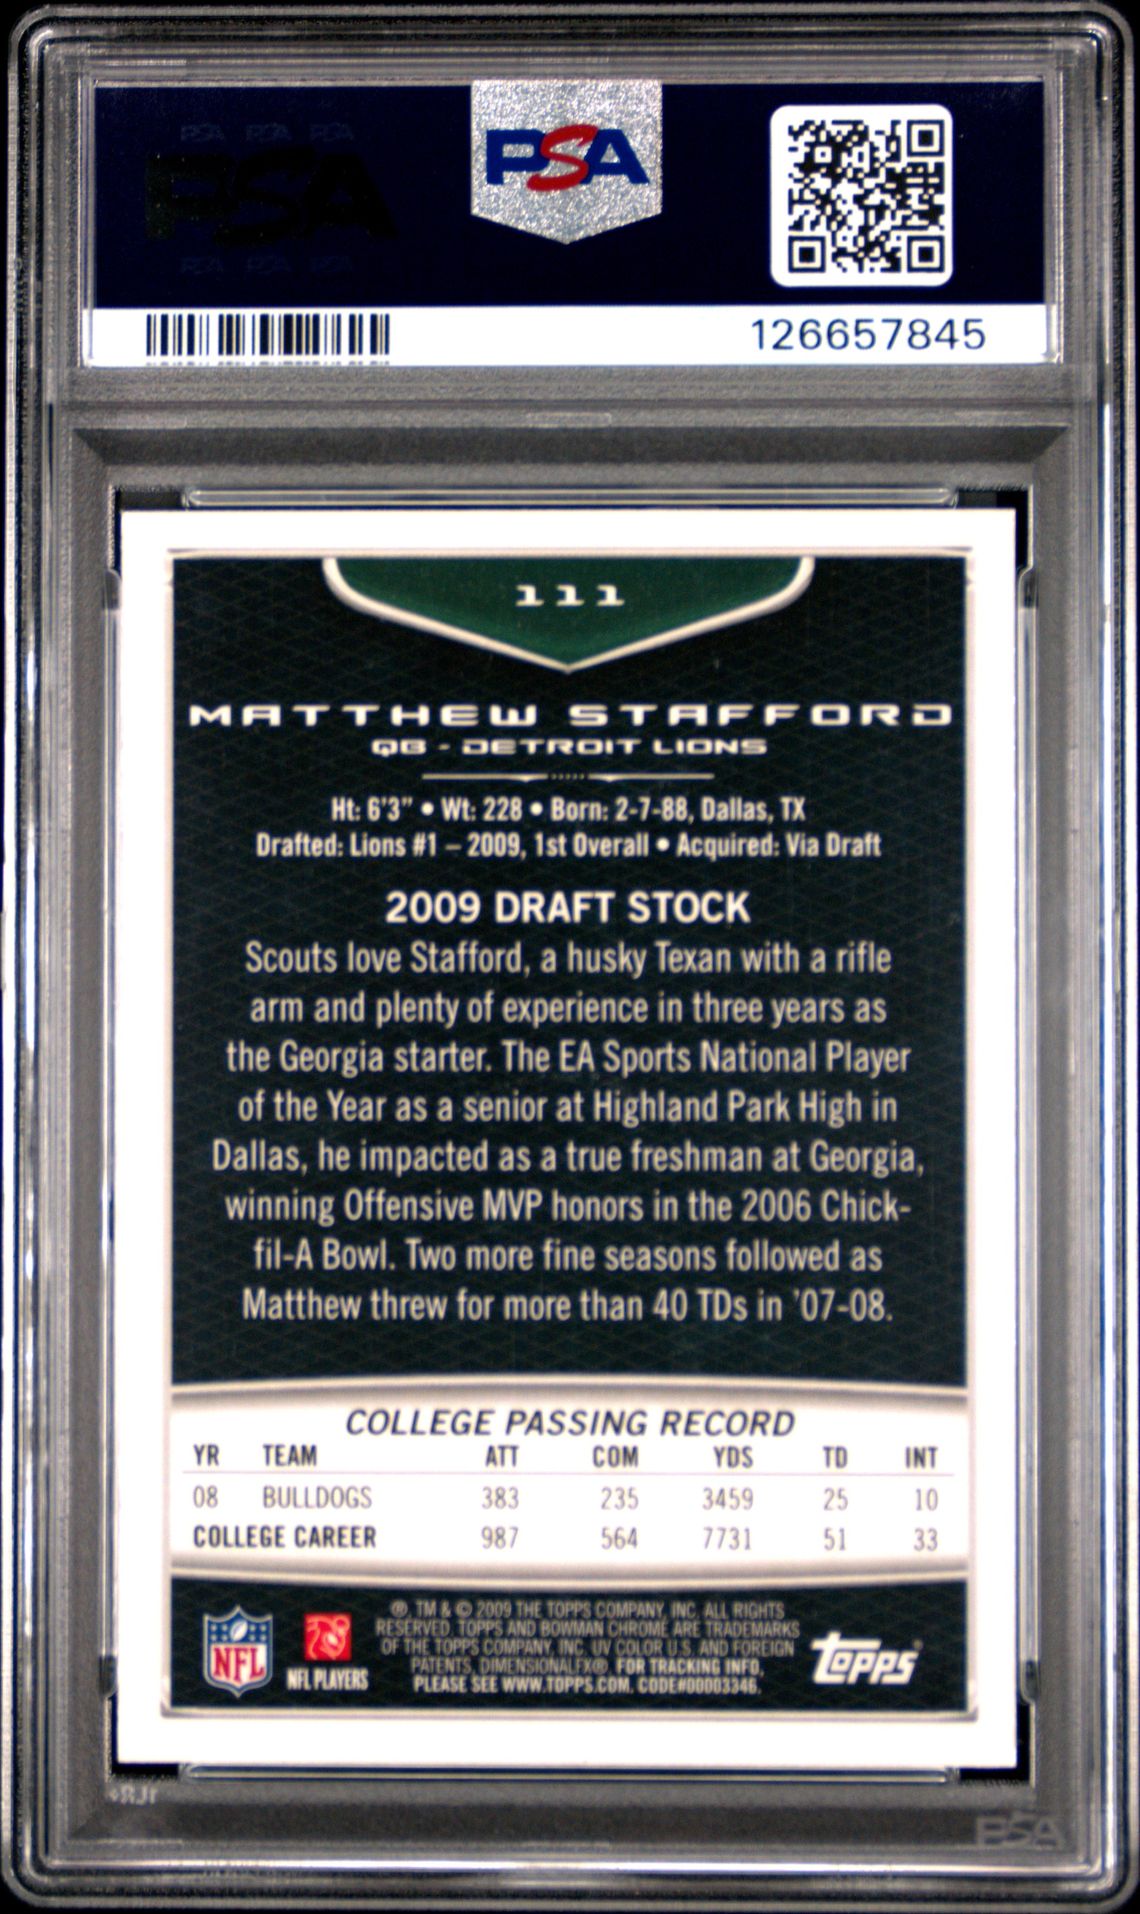 PSA PSA PSA
PSA
PSA PSA PSA
PSA
126657845
111
MATTHEW STAFFORD
QB - DETROIT LIONS
Ht: 6'3" • Wt: 228 • Born: 2-7-88, Dallas, TX
Drafted: Lions #1 – 2009, 1st Overall • Acquired: Via Draft
2009 DRAFT STOCK
Scouts love Stafford, a husky Texan with a rifle
arm and plenty of experience in three years as
the Georgia starter. The EA Sports National Player
of the Year as a senior at Highland Park High in
Dallas, he impacted as a true freshman at Georgia,
winning Offensive MVP honors in the 2006 Chick-
fil-A Bowl. Two more fine seasons followed as
Matthew threw for more than 40 TDs in '07-08.
COLLEGE PASSING RECORD
YR TEAM ATT COM YDS TD INT
08 BULLDOGS 383 235 3459 25 10
COLLEGE CAREER 987 564 7731 51 33
®, TM & © 2009 THE TOPPS COMPANY, INC. ALL RIGHTS
RESERVED. TOPPS AND BOWMAN CHROME ARE TRADEMARKS
OF THE TOPPS COMPANY, INC. UV COLOR U.S. AND FOREIGN
PATENTS, DIMENSIONALFX®. FOR TRACKING INFO,
PLEASE SEE WWW.TOPPS.COM. CODE#00003346.
NFL
NFL PLAYERS
topps
PSA